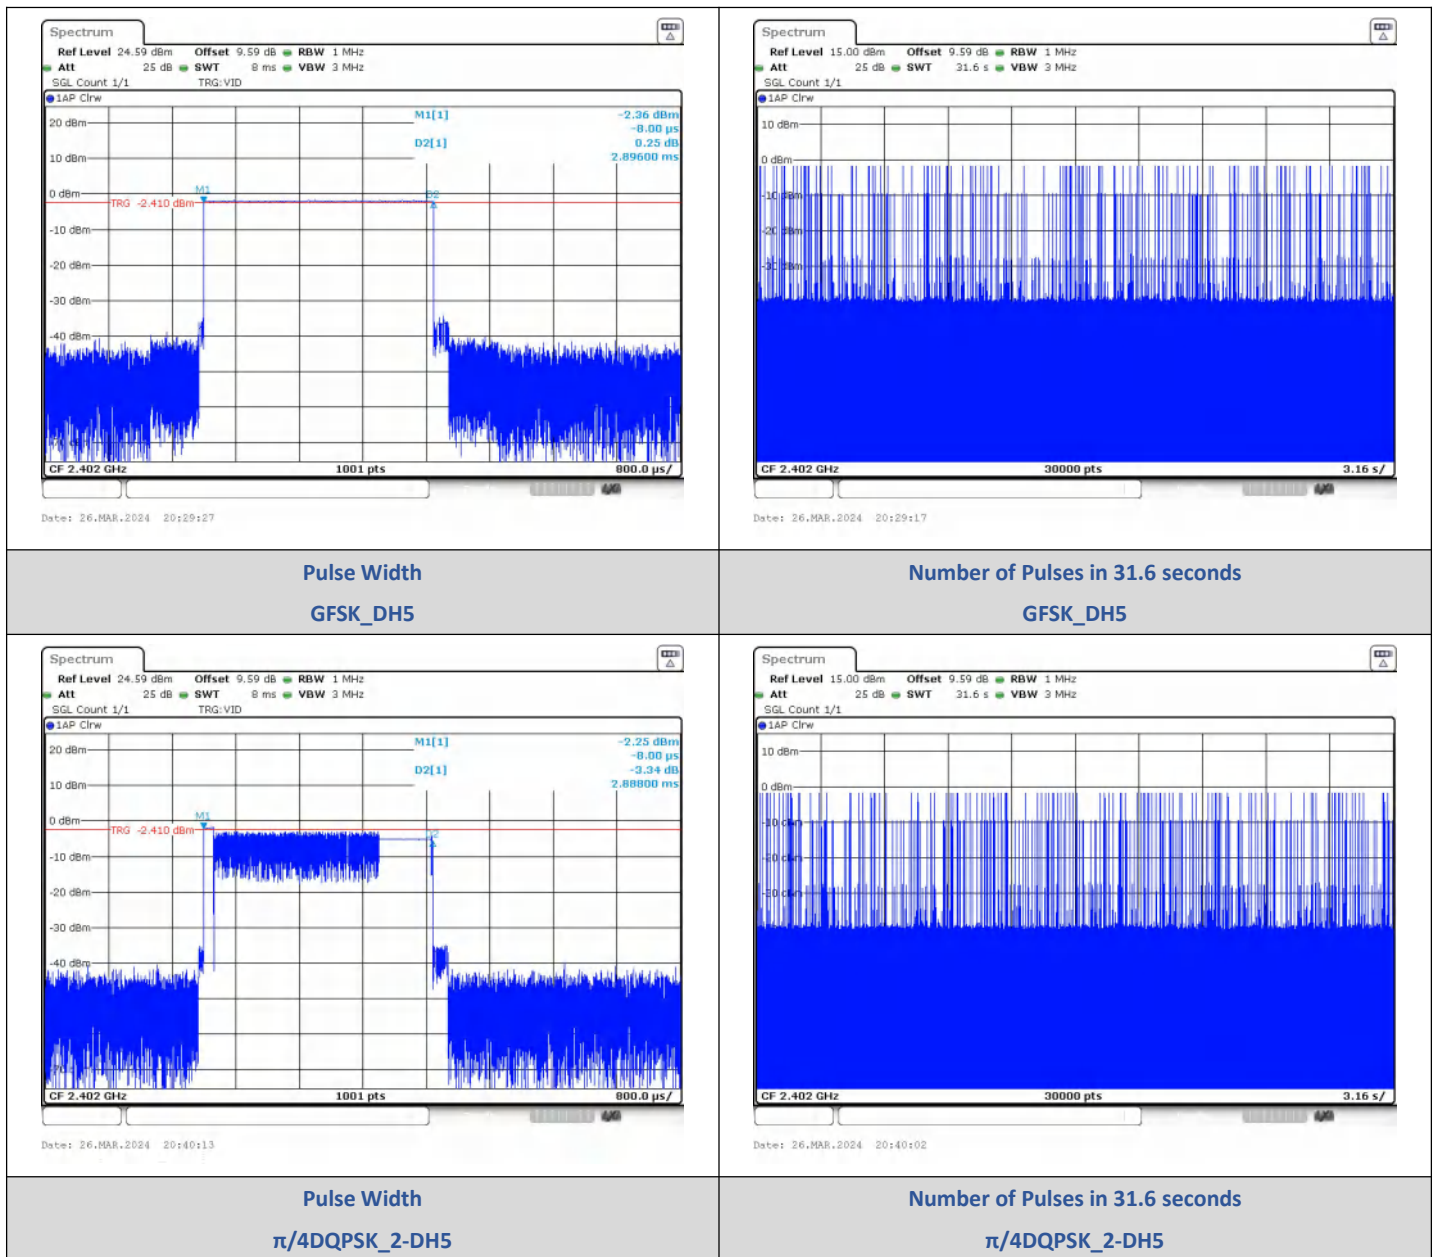 Spectrum
Ref Level 24.59 dBm Offset 9.59 dB RBW 1 MHz
Att 25 dB SWT 8 ms VBW 3 MHz
SGL Count 1/1 TRG:VID
1AP Clrw
M1[1] -2.36 dBm
-8.00 µs
D2[1] 0.25 dB
2.89600 ms
20 dBm
10 dBm
0 dBm
M1
D2
TRG -2.410 dBm
-10 dBm
-20 dBm
-30 dBm
-40 dBm
CF 2.402 GHz 1001 pts 800.0 µs/
Date: 26.MAR.2024 20:29:27
Spectrum
Ref Level 15.00 dBm Offset 9.59 dB RBW 1 MHz
Att 25 dB SWT 31.6 s VBW 3 MHz
SGL Count 1/1
1AP Clrw
10 dBm
0 dBm
-10 dBm
-20 dBm
-30 dBm
CF 2.402 GHz 30000 pts 3.16 s/
Date: 26.MAR.2024 20:29:17
Pulse Width
GFSK_DH5
Number of Pulses in 31.6 seconds
GFSK_DH5
Spectrum
Ref Level 24.59 dBm Offset 9.59 dB RBW 1 MHz
Att 25 dB SWT 8 ms VBW 3 MHz
SGL Count 1/1 TRG:VID
1AP Clrw
M1[1] -2.25 dBm
-8.00 µs
D2[1] -3.34 dB
2.88800 ms
20 dBm
10 dBm
0 dBm
M1
TRG -2.410 dBm
D2
-10 dBm
-20 dBm
-30 dBm
-40 dBm
CF 2.402 GHz 1001 pts 800.0 µs/
Date: 26.MAR.2024 20:40:13
Spectrum
Ref Level 15.00 dBm Offset 9.59 dB RBW 1 MHz
Att 25 dB SWT 31.6 s VBW 3 MHz
SGL Count 1/1
1AP Clrw
10 dBm
0 dBm
-10 dBm
-20 dBm
-30 dBm
CF 2.402 GHz 30000 pts 3.16 s/
Date: 26.MAR.2024 20:40:02
Pulse Width
π/4DQPSK_2-DH5
Number of Pulses in 31.6 seconds
π/4DQPSK_2-DH5